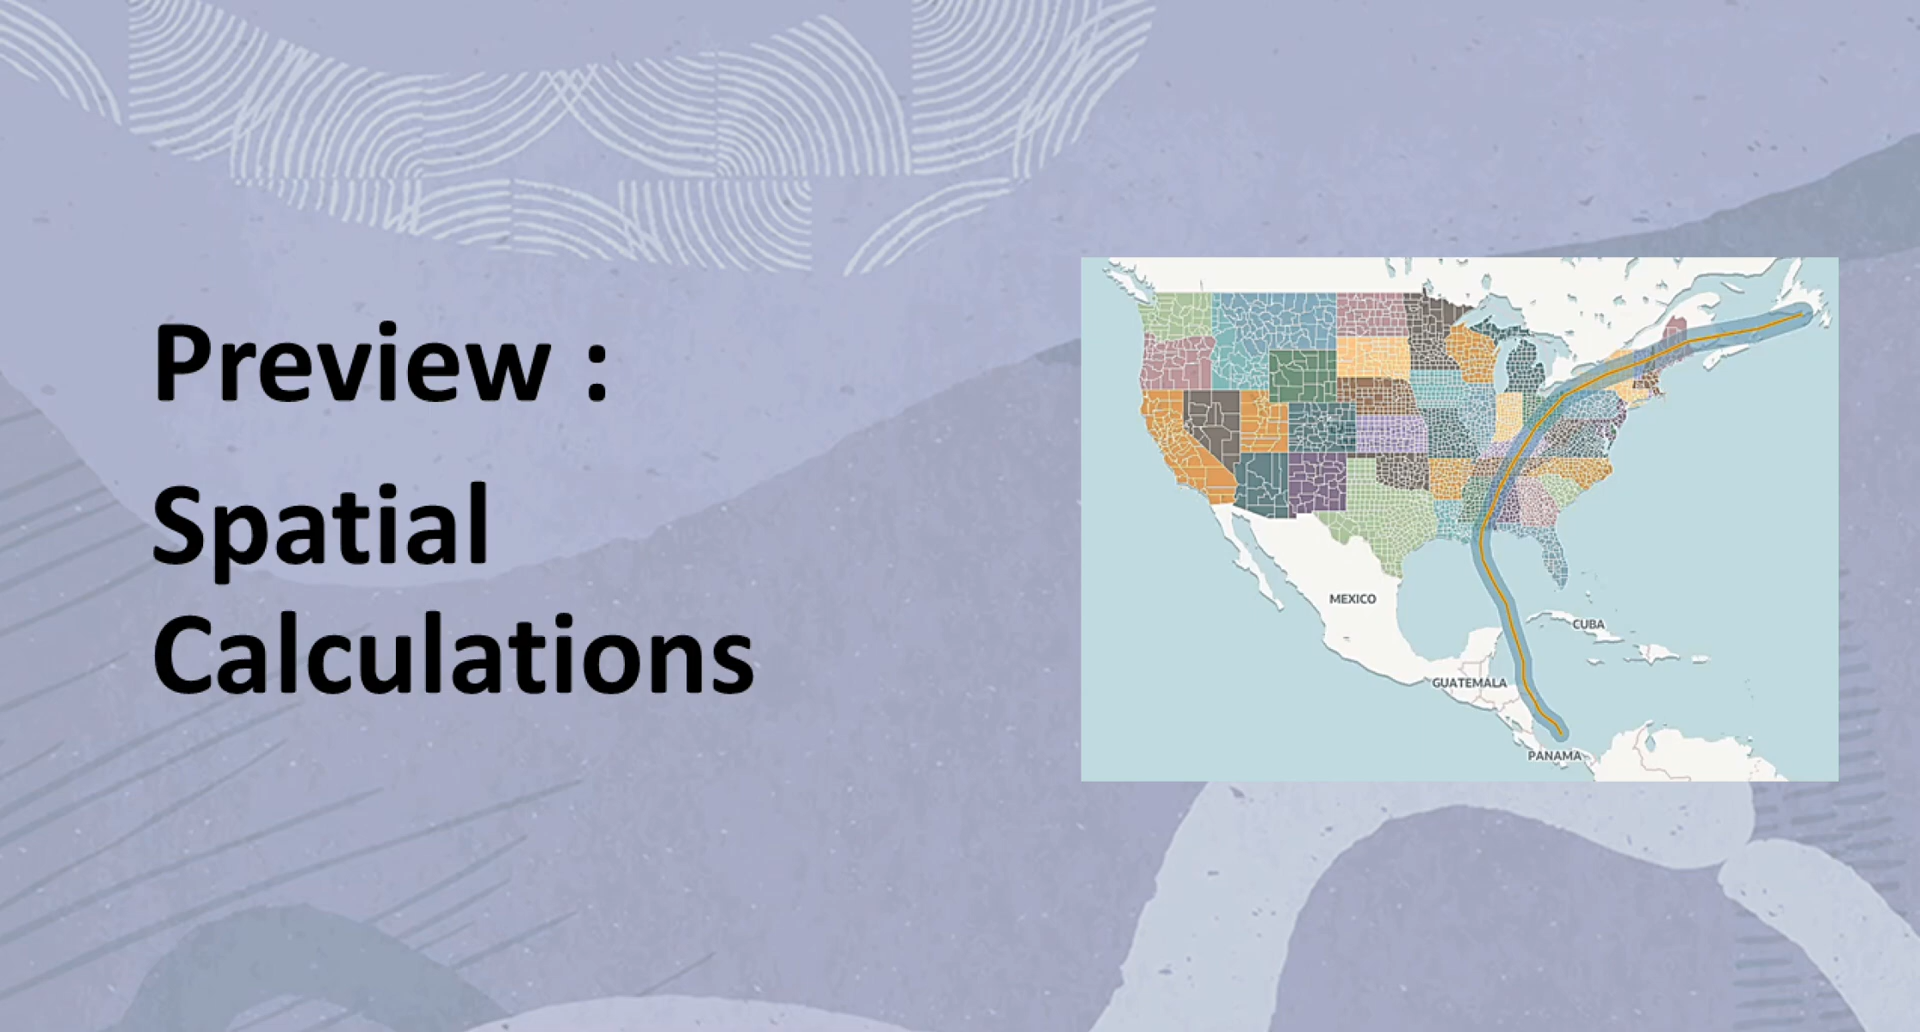 Preview :
Spatial
Calculations
MEXICO
CUBA
GUATEMALA
PANAMA